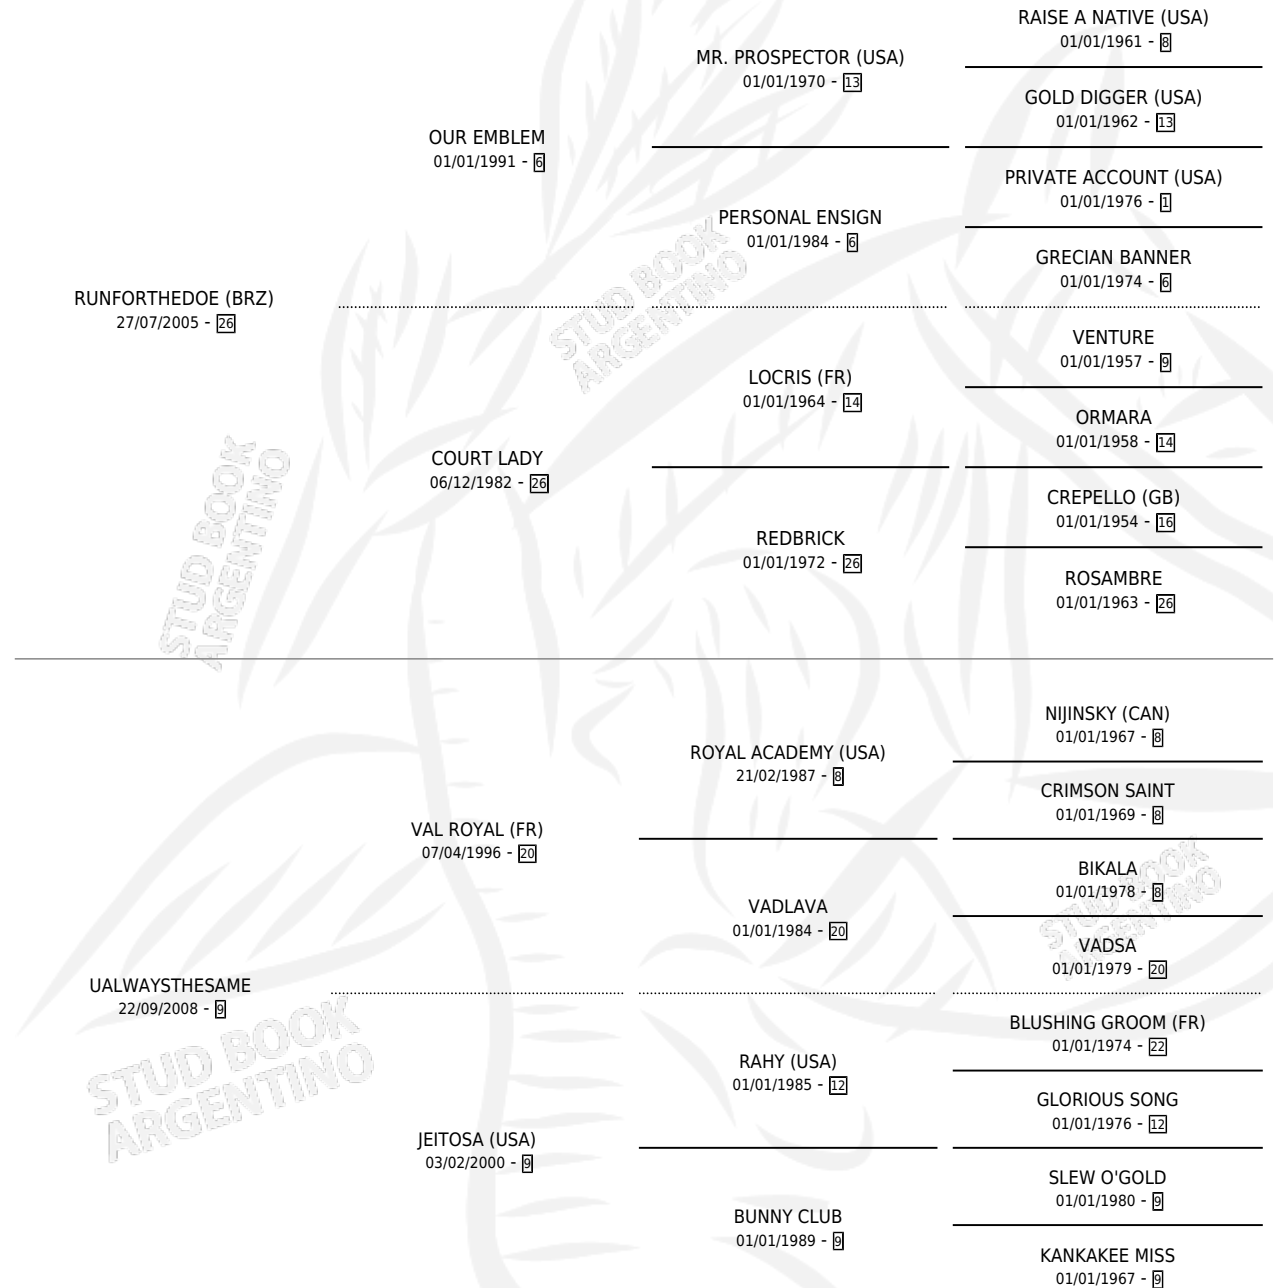 RAISE A NATIVE (USA)
01/01/1961 - 8
MR. PROSPECTOR (USA)
01/01/1970 - 13
GOLD DIGGER (USA)
01/01/1962 - 13
OUR EMBLEM
01/01/1991 - 6
PRIVATE ACCOUNT (USA)
01/01/1976 - 1
PERSONAL ENSIGN
01/01/1984 - 6
GRECIAN BANNER
01/01/1974 - 6
RUNFORTHEDOE (BRZ)
27/07/2005 - 26
VENTURE
01/01/1957 - 9
LOCRIS (FR)
01/01/1964 - 14
ORMARA
01/01/1958 - 14
COURT LADY
06/12/1982 - 26
CREPELLO (GB)
01/01/1954 - 16
REDBRICK
01/01/1972 - 26
ROSAMBRE
01/01/1963 - 26
NIJINSKY (CAN)
01/01/1967 - 8
ROYAL ACADEMY (USA)
21/02/1987 - 8
CRIMSON SAINT
01/01/1969 - 8
VAL ROYAL (FR)
07/04/1996 - 20
BIKALA
01/01/1978 - 8
VADLAVA
01/01/1984 - 20
VADSA
01/01/1979 - 20
UALWAYSTHESAME
22/09/2008 - 9
BLUSHING GROOM (FR)
01/01/1974 - 22
RAHY (USA)
01/01/1985 - 12
GLORIOUS SONG
01/01/1976 - 12
JEITOSA (USA)
03/02/2000 - 9
SLEW O'GOLD
01/01/1980 - 9
BUNNY CLUB
01/01/1989 - 9
KANKAKEE MISS
01/01/1967 - 9
STUD BOOK
ARGENTINO
STUD BOOK
ARGENTINO
STUD BOOK
ARGENTINO
STUD BOOK
ARGENTINO